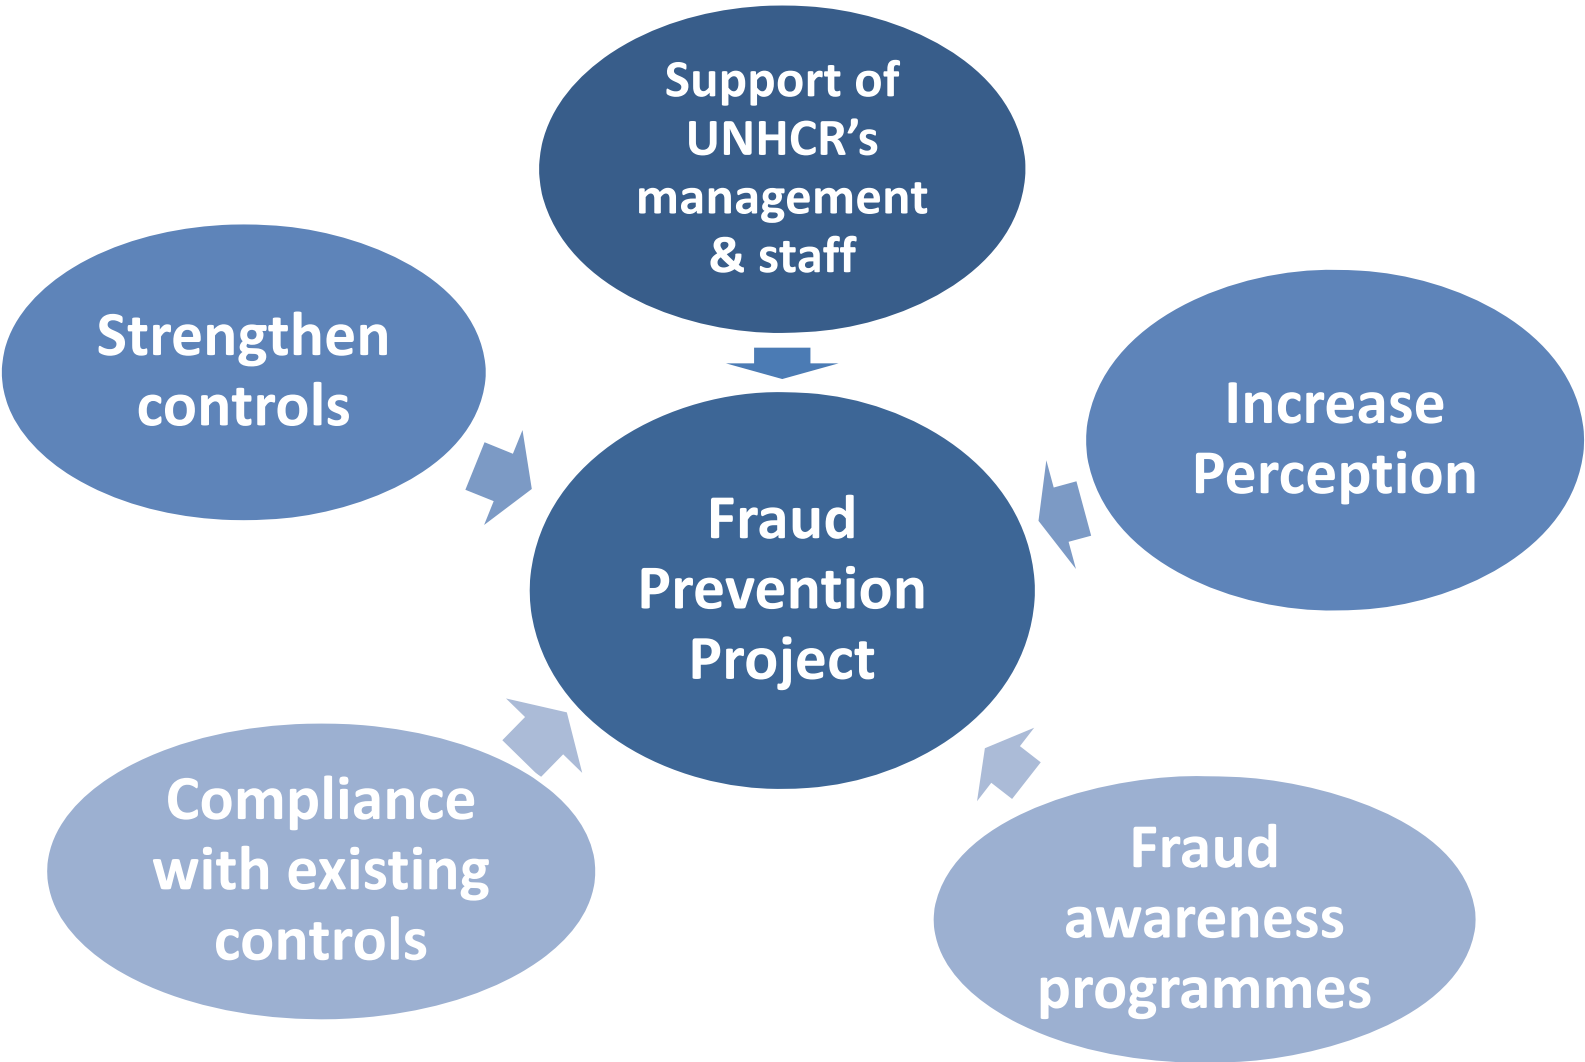 Support of
UNHCR’s
management
& staff
Strengthen
controls
Increase
Perception
Fraud
Prevention
Project
Compliance
with existing
controls
Fraud
awareness
programmes